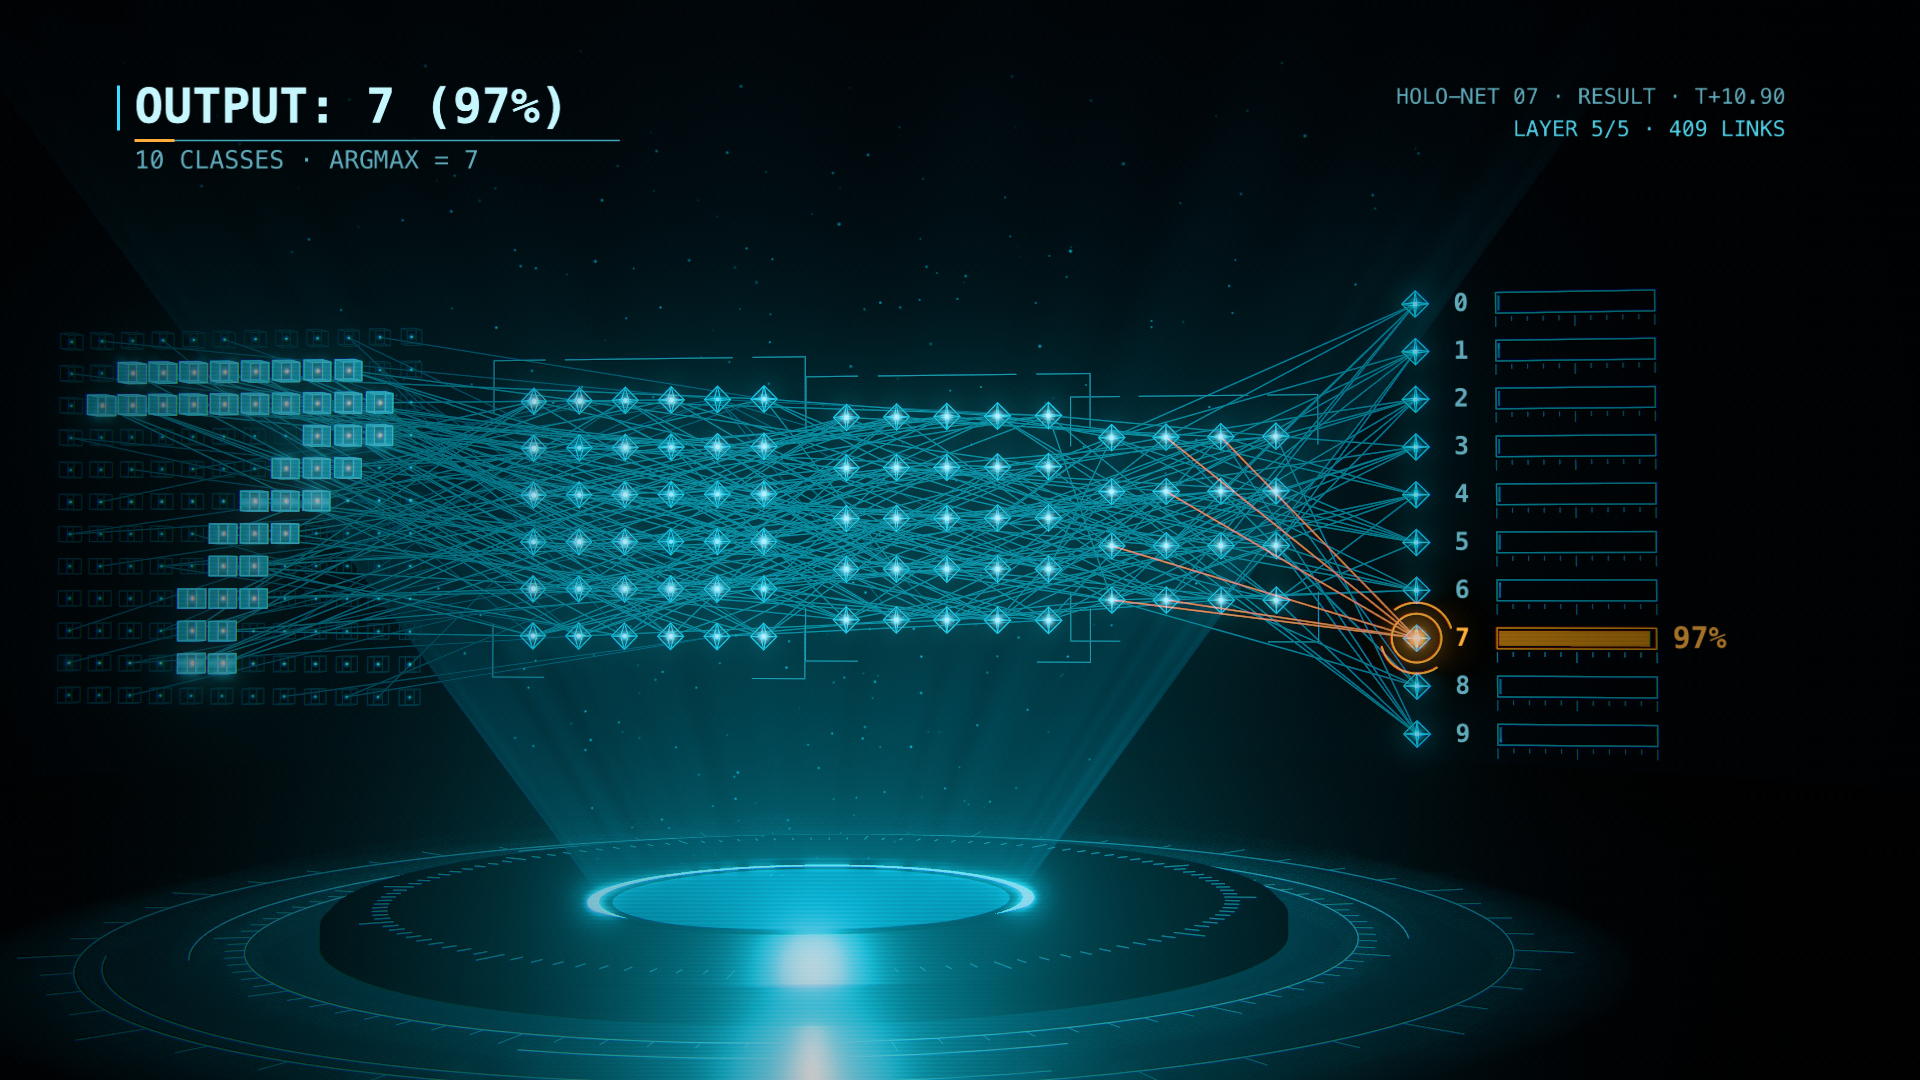 OUTPUT: 7 (97%)
10 CLASSES · ARGMAX = 7
HOLO–NET 07 · RESULT · T+10.90
LAYER 5/5 · 409 LINKS
0
1
2
3
4
5
6
7 97%
8
9